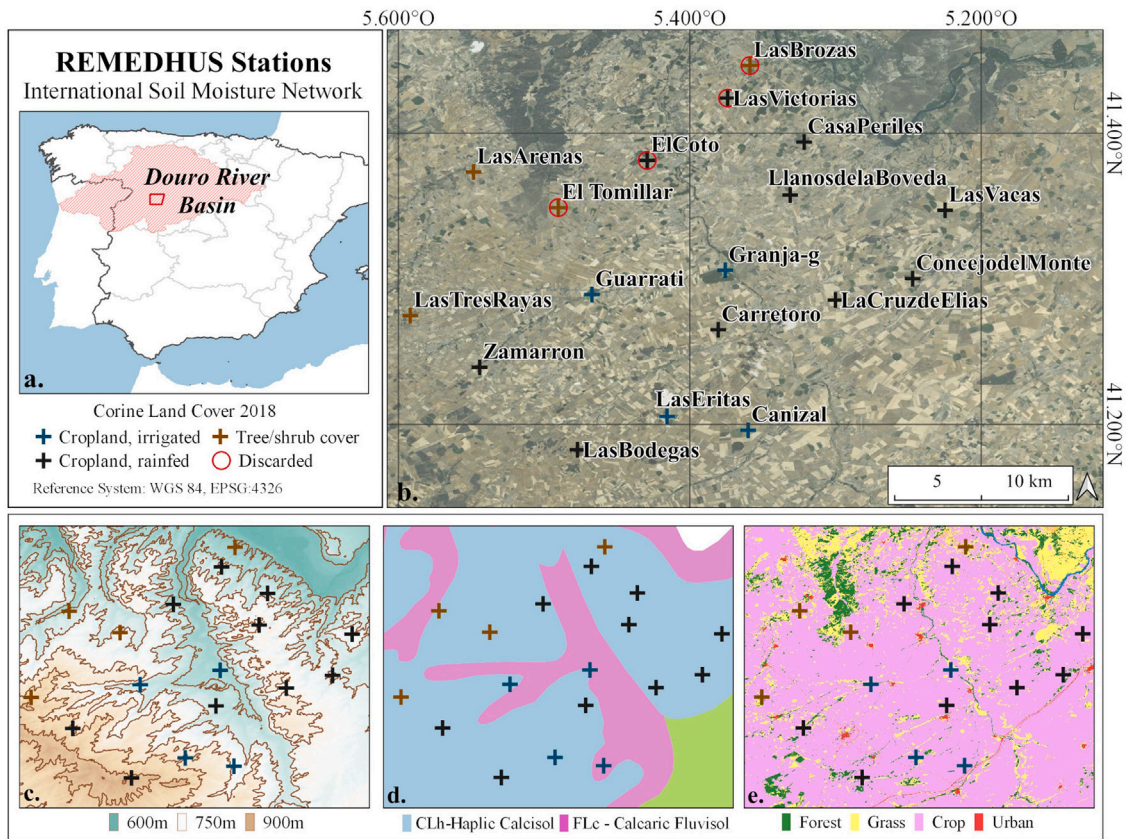 5.600°O 5.400°O 5.200°O
REMEDHUS Stations
International Soil Moisture Network
Douro River
Basin
a.
Corine Land Cover 2018
Cropland, irrigated
Tree/shrub cover
Cropland, rainfed
Discarded
Reference System: WGS 84, EPSG:4326
LasBrozas
LasVictorias
41.400°N
CasaPeriles
ElCoto
LasArenas
LlanosdelaBoveda
El Tomillar
LasVacas
Granja-g
ConcejodelMonte
Guarrati
LasTresRayas
LaCruzdeElias
Carretoro
Zamarron
LasEritas
Canizal
41.200°N
LasBodegas
5 10 km
b.
c.
600m 750m 900m
d.
CLh-Haplic Calcisol FLc - Calcaric Fluvisol
e.
Forest Grass Crop Urban